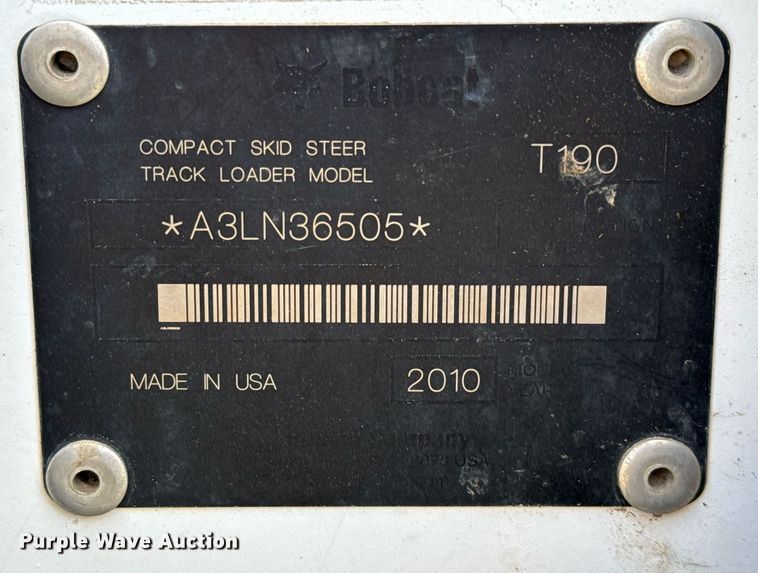 Bobcat
COMPACT SKID STEER
TRACK LOADER MODEL
T190
*A3LN36505*
MADE IN USA
2010
Purple Wave Auction